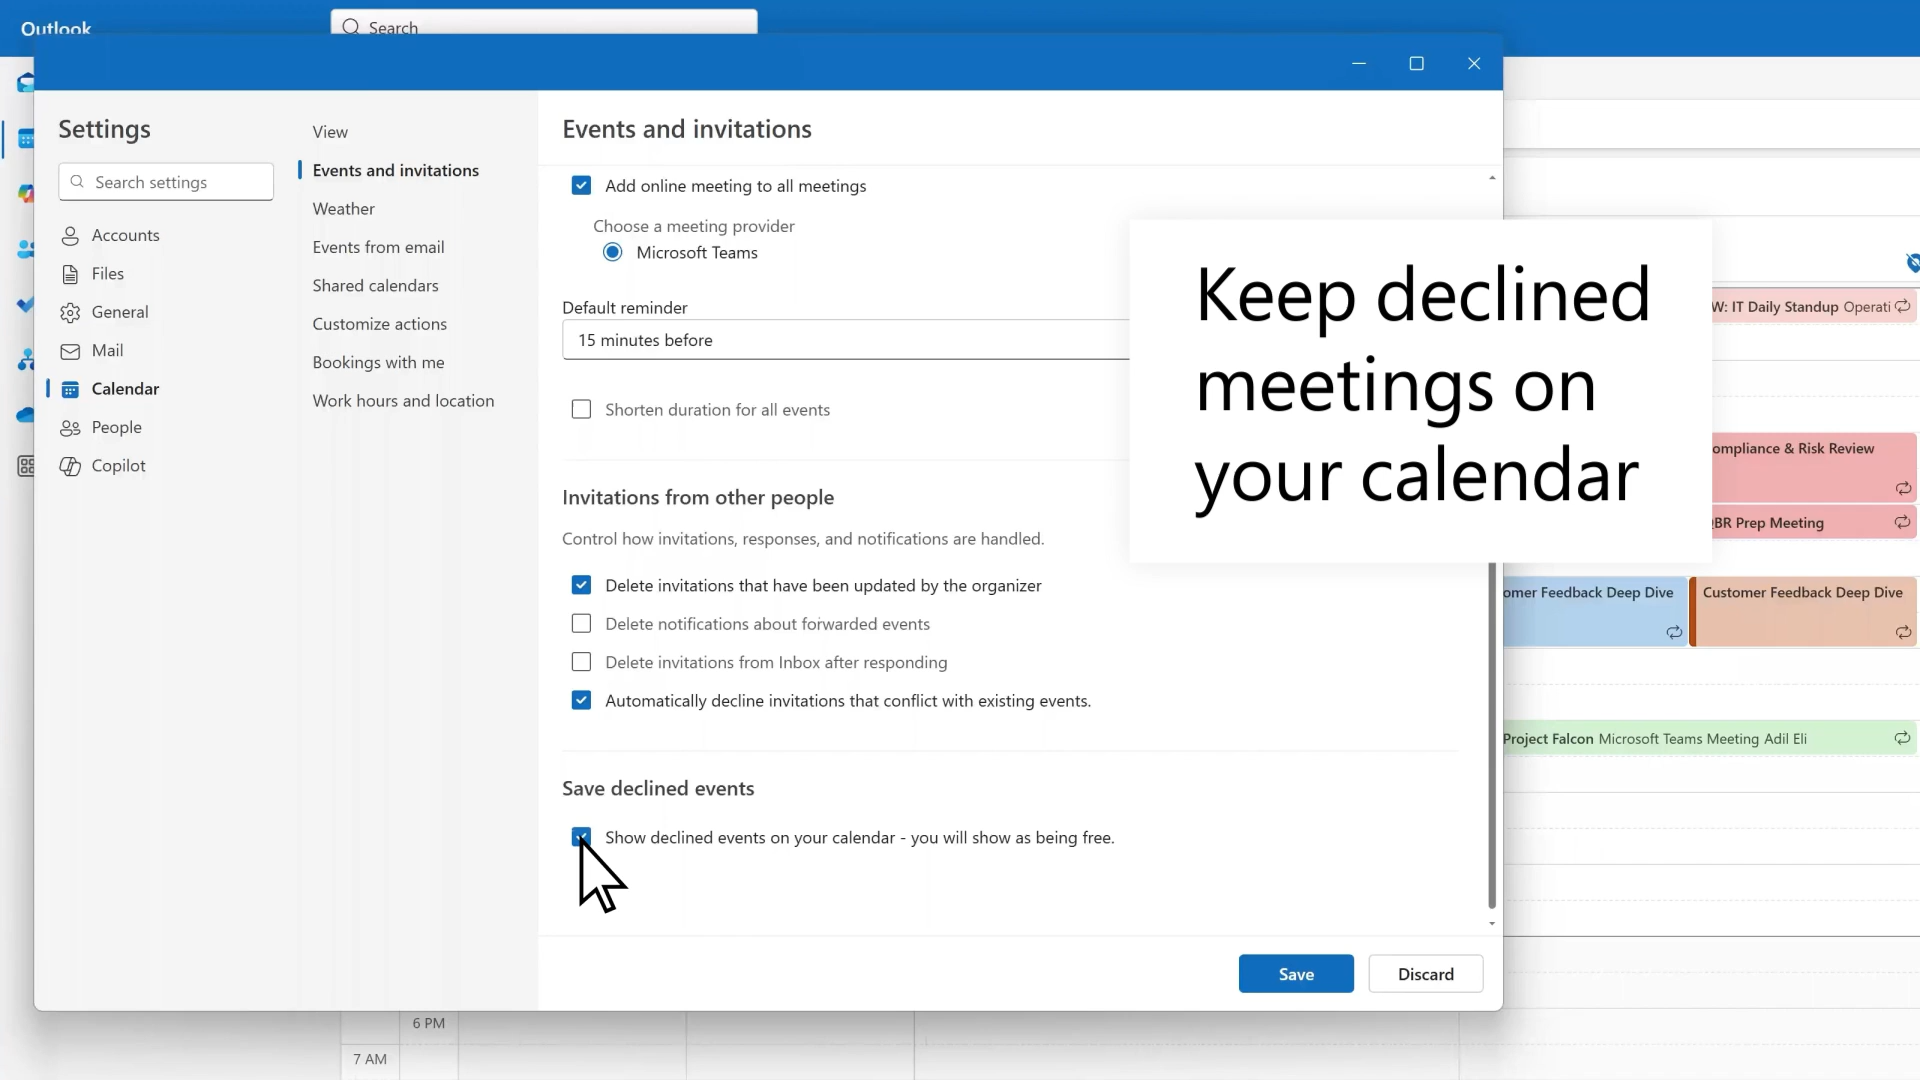 Outlook
Search
Settings
Search settings
Accounts
Files
General
Mail
Calendar
People
Copilot
View
Events and invitations
Weather
Events from email
Shared calendars
Customize actions
Bookings with me
Work hours and location
Events and invitations
Add online meeting to all meetings
Choose a meeting provider
Microsoft Teams
Default reminder
15 minutes before
Shorten duration for all events
Invitations from other people
Control how invitations, responses, and notifications are handled.
Delete invitations that have been updated by the organizer
Delete notifications about forwarded events
Delete invitations from Inbox after responding
Automatically decline invitations that conflict with existing events.
Save declined events
Show declined events on your calendar - you will show as being free.
Save
Discard
Keep declined
meetings on
your calendar
W: IT Daily Standup Operati
ompliance & Risk Review
BR Prep Meeting
omer Feedback Deep Dive
Customer Feedback Deep Dive
Project Falcon Microsoft Teams Meeting Adil Eli
6 PM
7 AM